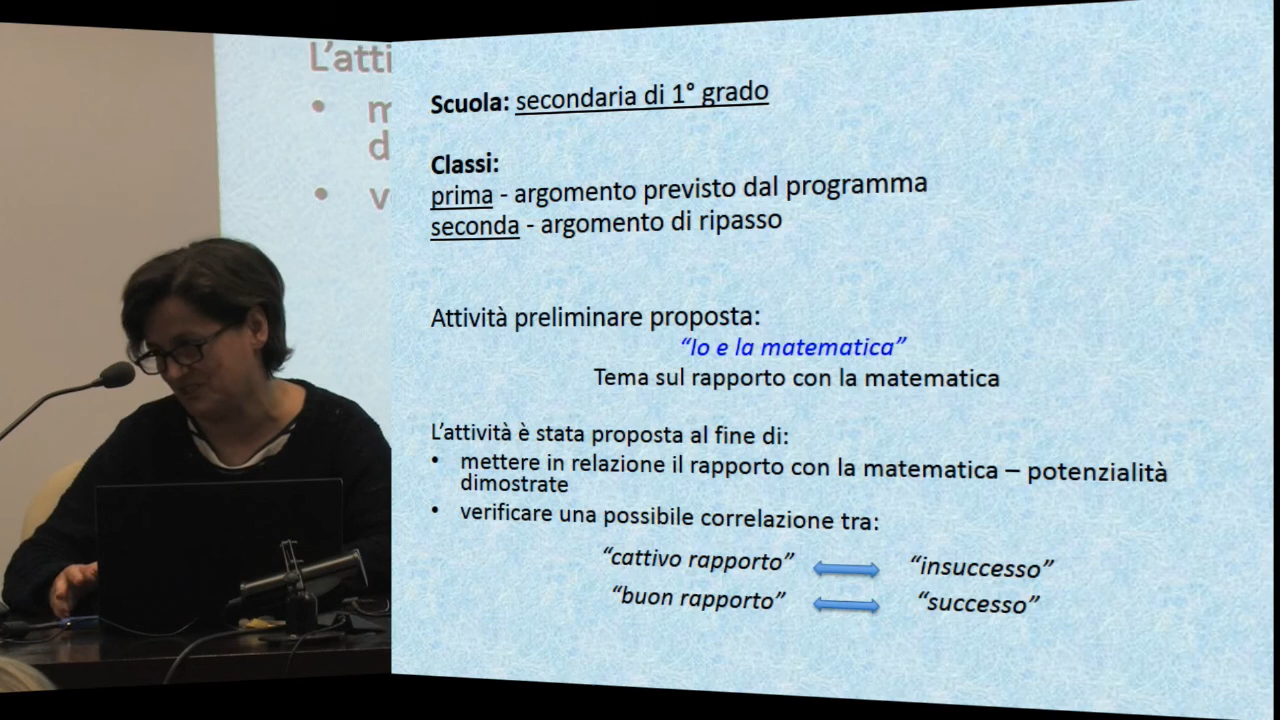 L'atti
•
•
Scuola: secondaria di 1° grado
Classi:
prima - argomento previsto dal programma
seconda - argomento di ripasso
Attività preliminare proposta:
“Io e la matematica”
Tema sul rapporto con la matematica
L'attività è stata proposta al fine di:
• mettere in relazione il rapporto con la matematica – potenzialità
dimostrate
• verificare una possibile correlazione tra:
“cattivo rapporto” “insuccesso”
“buon rapporto” “successo”